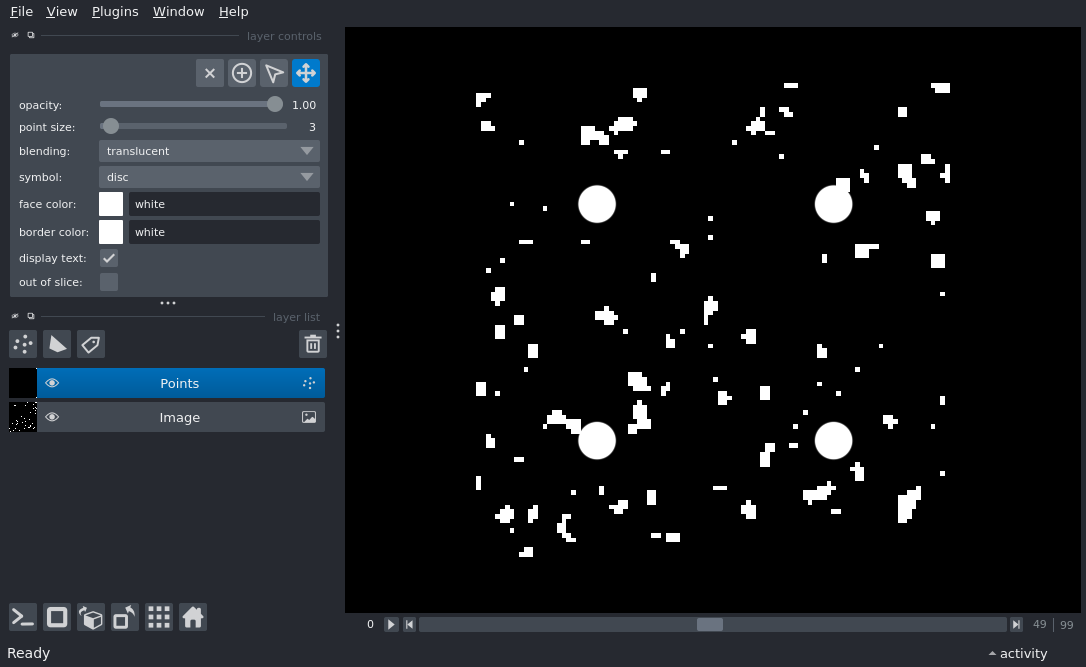 File View Plugins Window Help
layer controls
opacity: 1.00
point size: 3
blending: translucent
symbol: disc
face color: white
border color: white
display text:
out of slice:
layer list
Points
Image
0 49 | 99
Ready activity